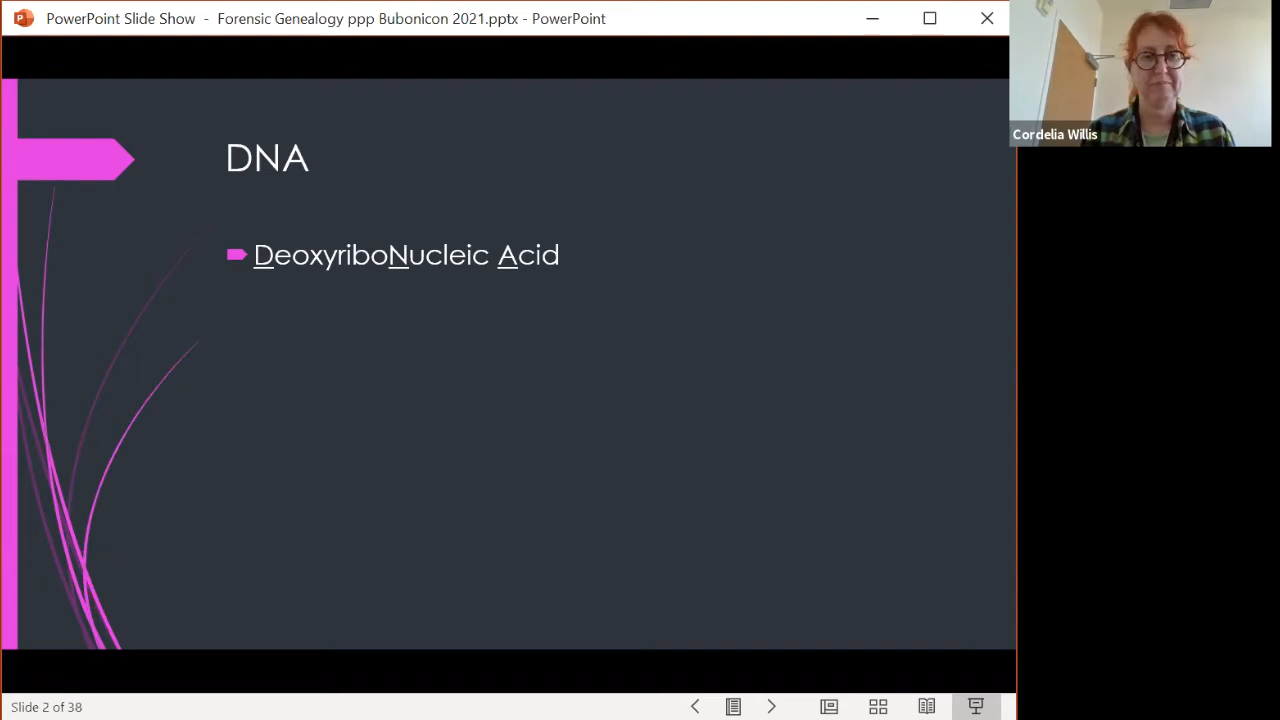 PowerPoint Slide Show - Forensic Genealogy ppp Bubonicon 2021.pptx - PowerPoint
Cordelia Willis
DNA
DeoxyriboNucleic Acid
Slide 2 of 38